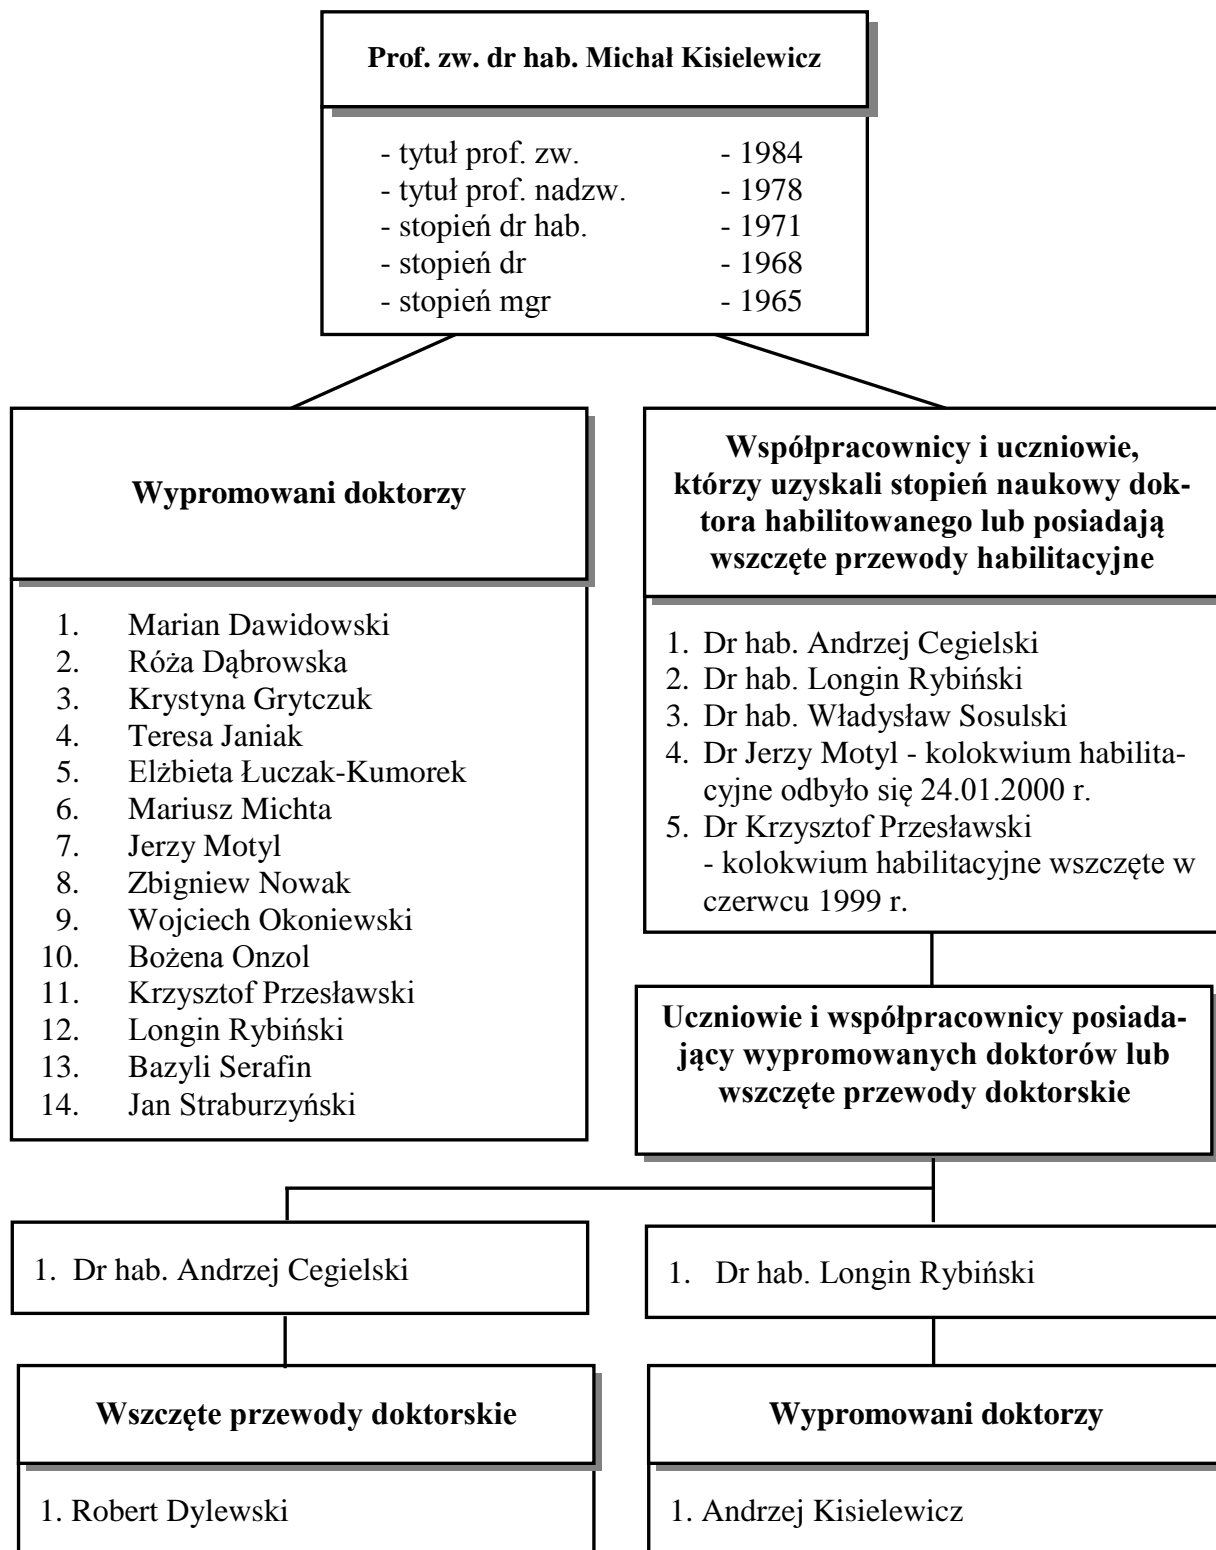 Prof. zw. dr hab. Michał Kisielewicz
- tytuł prof. zw. - 1984
- tytuł prof. nadzw. - 1978
- stopień dr hab. - 1971
- stopień dr - 1968
- stopień mgr - 1965
Wypromowani doktorzy
1. Marian Dawidowski
2. Róża Dąbrowska
3. Krystyna Grytczuk
4. Teresa Janiak
5. Elżbieta Łuczak-Kumorek
6. Mariusz Michta
7. Jerzy Motyl
8. Zbigniew Nowak
9. Wojciech Okoniewski
10. Bożena Onzol
11. Krzysztof Przesławski
12. Longin Rybiński
13. Bazyli Serafin
14. Jan Straburzyński
Współpracownicy i uczniowie,
którzy uzyskali stopień naukowy dok-
tora habilitowanego lub posiadają
wszczęte przewody habilitacyjne
1. Dr hab. Andrzej Cegielski
2. Dr hab. Longin Rybiński
3. Dr hab. Władysław Sosulski
4. Dr Jerzy Motyl - kolokwium habilita-
cyjne odbyło się 24.01.2000 r.
5. Dr Krzysztof Przesławski
- kolokwium habilitacyjne wszczęte w
czerwcu 1999 r.
Uczniowie i współpracownicy posiada-
jący wypromowanych doktorów lub
wszczęte przewody doktorskie
1. Dr hab. Andrzej Cegielski
1. Dr hab. Longin Rybiński
Wszczęte przewody doktorskie
1. Robert Dylewski
Wypromowani doktorzy
1. Andrzej Kisielewicz